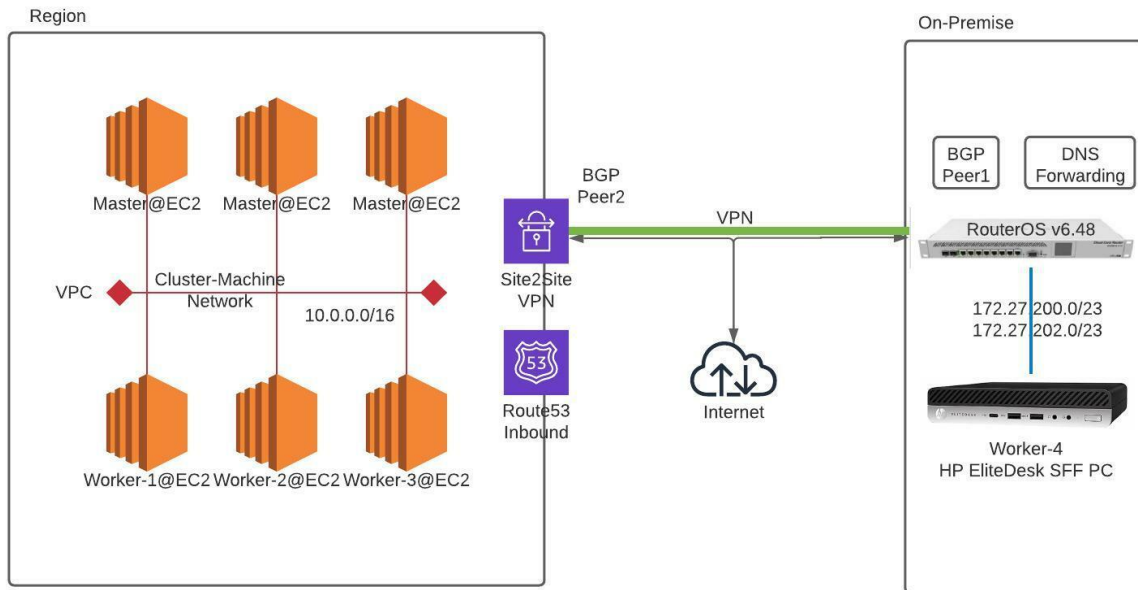 Region
On-Premise
Master@EC2
Master@EC2
Master@EC2
BGP
Peer2
BGP
Peer1
DNS
Forwarding
VPN
RouterOS v6.48
VPC
Cluster-Machine
Network
10.0.0.0/16
Site2Site
VPN
172.27.200.0/23
172.27.202.0/23
53
Route53
Inbound
Internet
Worker-1@EC2
Worker-2@EC2
Worker-3@EC2
Worker-4
HP EliteDesk SFF PC